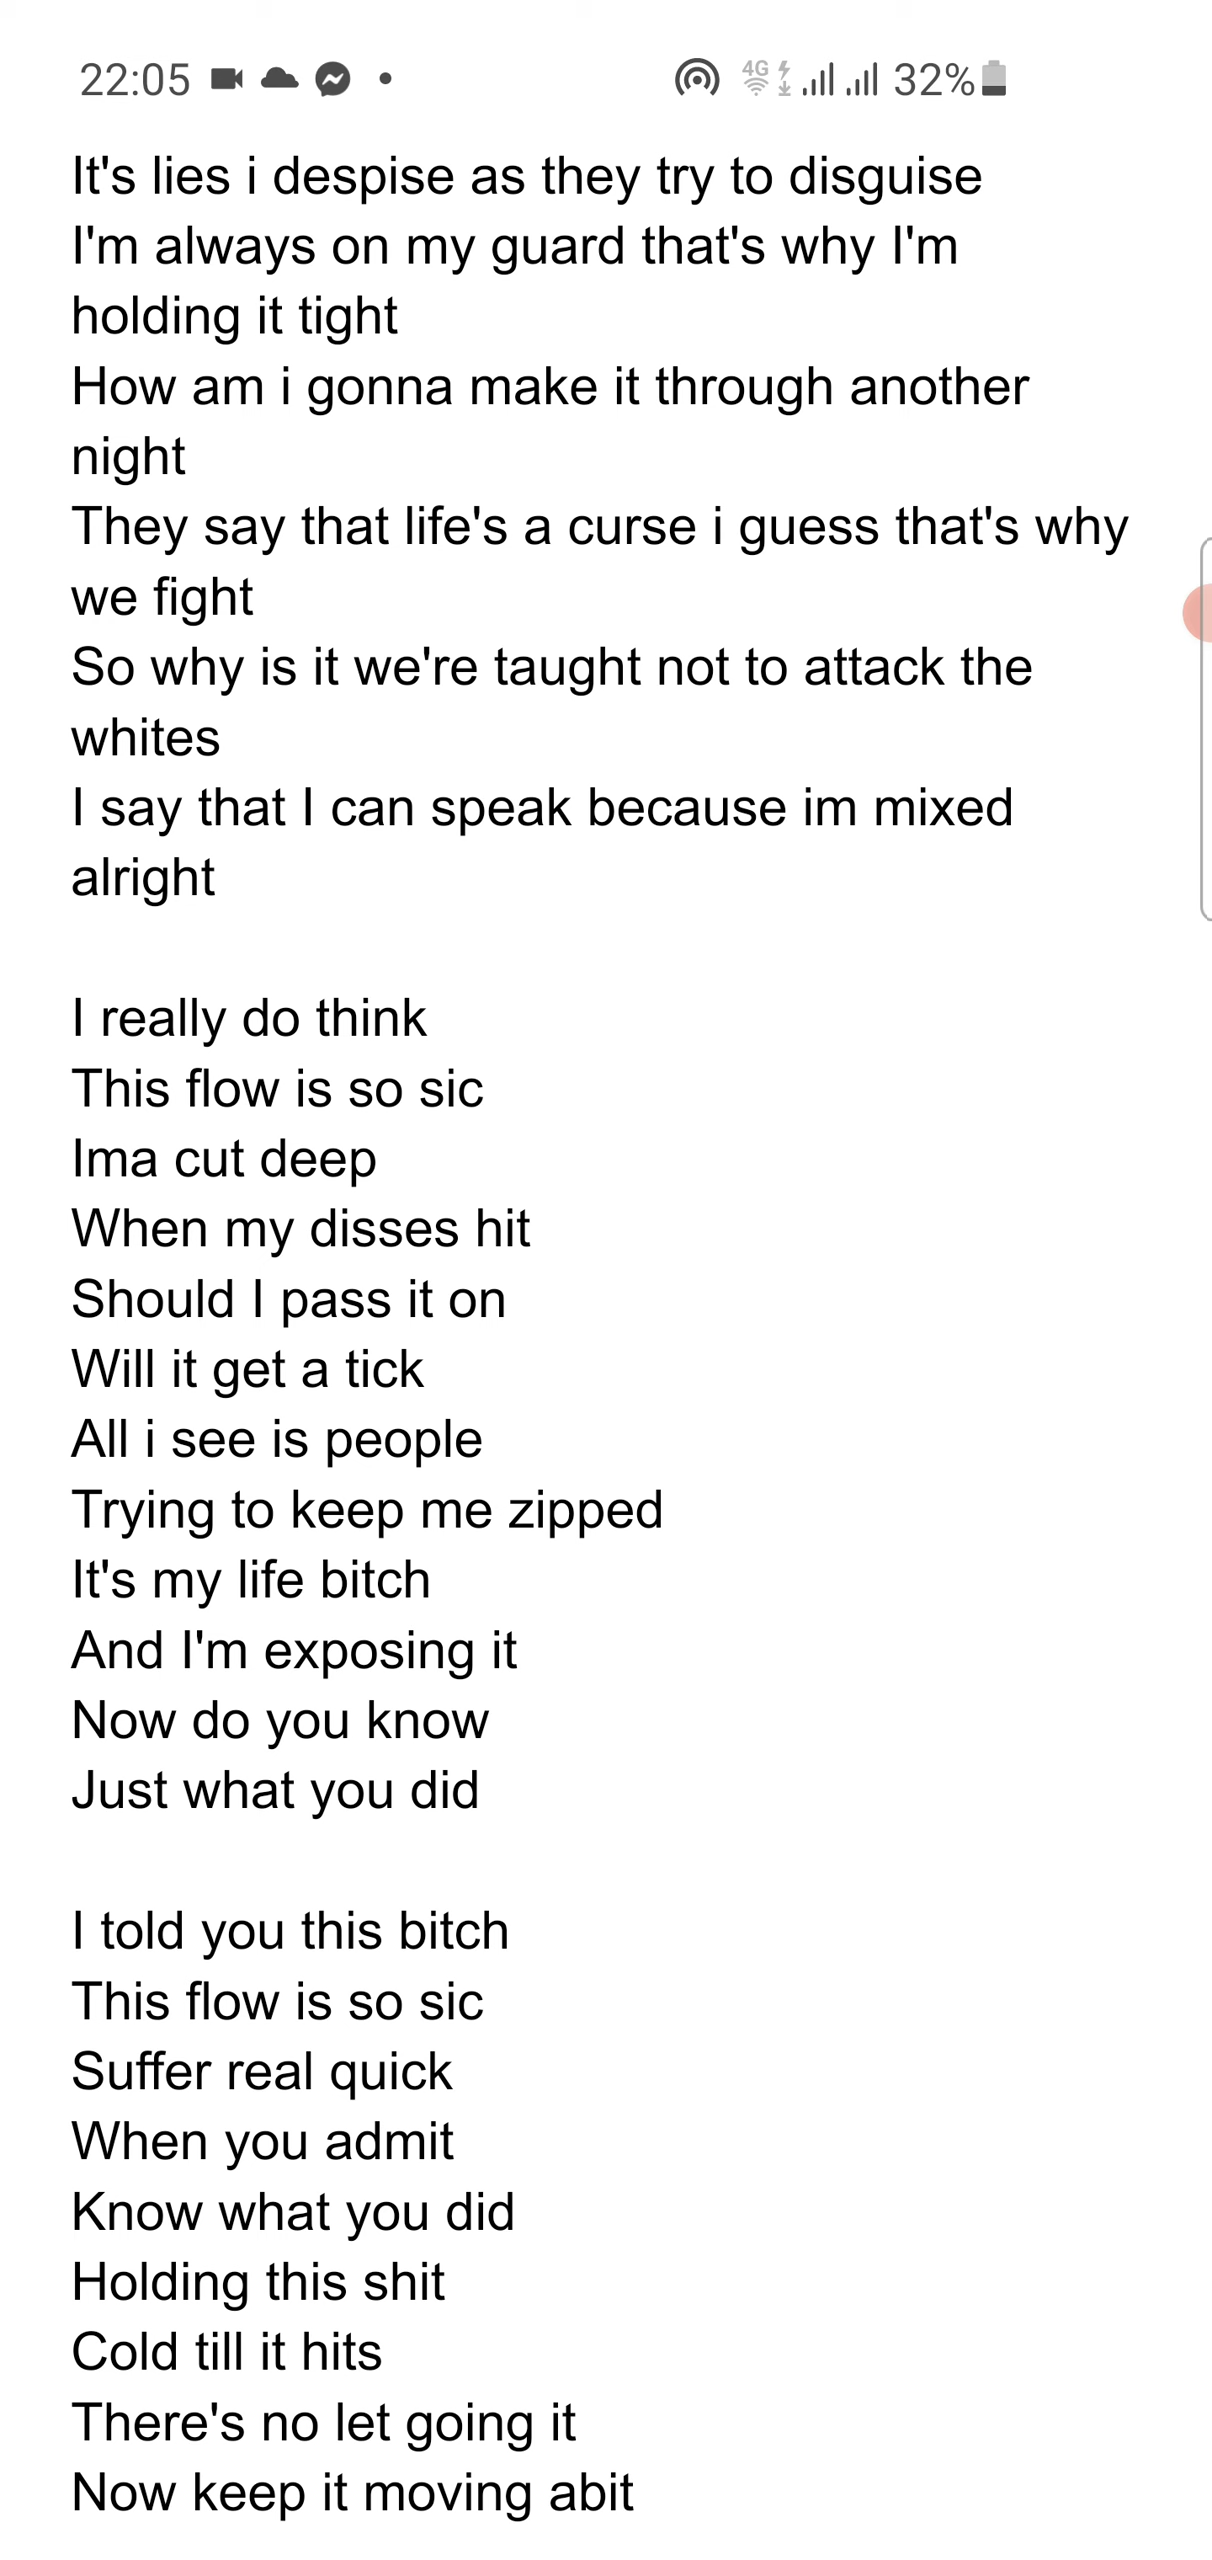 22:05 4G 32%
It's lies i despise as they try to disguise
I'm always on my guard that's why I'm
holding it tight
How am i gonna make it through another
night
They say that life's a curse i guess that's why
we fight
So why is it we're taught not to attack the
whites
I say that I can speak because im mixed
alright
I really do think
This flow is so sic
Ima cut deep
When my disses hit
Should I pass it on
Will it get a tick
All i see is people
Trying to keep me zipped
It's my life bitch
And I'm exposing it
Now do you know
Just what you did
I told you this bitch
This flow is so sic
Suffer real quick
When you admit
Know what you did
Holding this shit
Cold till it hits
There's no let going it
Now keep it moving abit